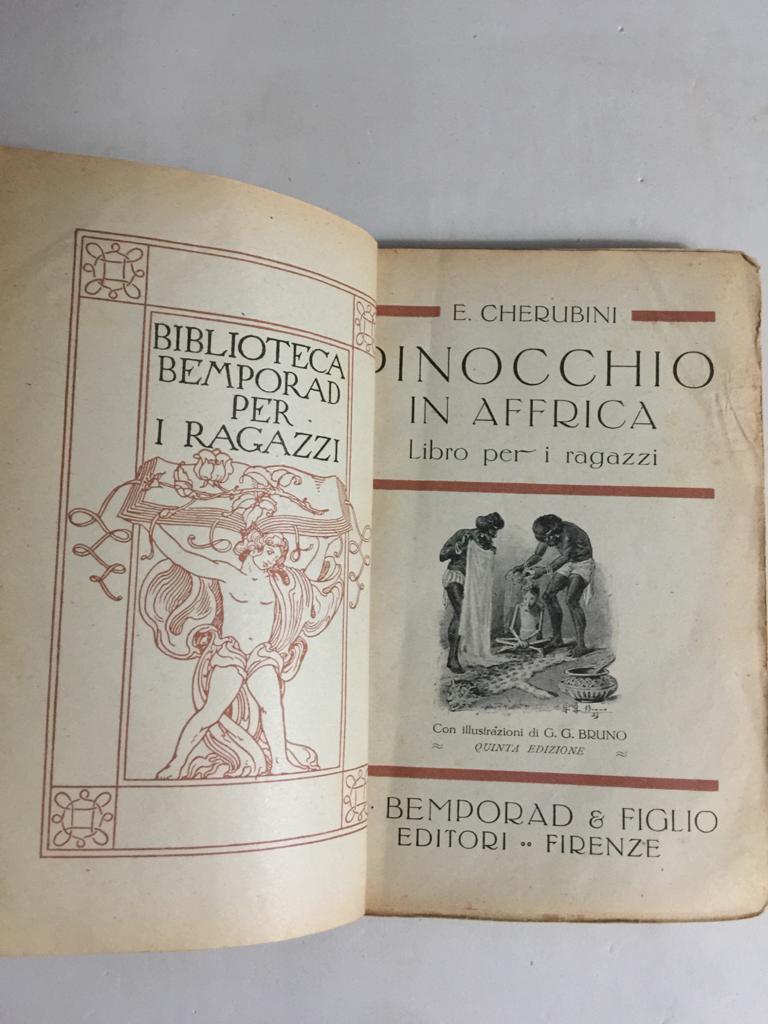 BIBLIOTECA
BEMPORAD
PER
I RAGAZZI
E. CHERUBINI
PINOCCHIO
IN AFFRICA
Libro per i ragazzi
Con illustrazioni di G. G. BRUNO
QUINTA EDIZIONE
BEMPORAD & FIGLIO
EDITORI •• FIRENZE